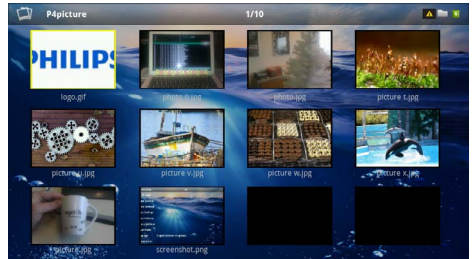 P4picture
1/10
PHILIPS
logo.gif
photo 0.jpg
photo.jpg
picture t.jpg
picture u.jpg
picture v.jpg
picture w.jpg
picture x.jpg
picture.jpg
screenshot.png